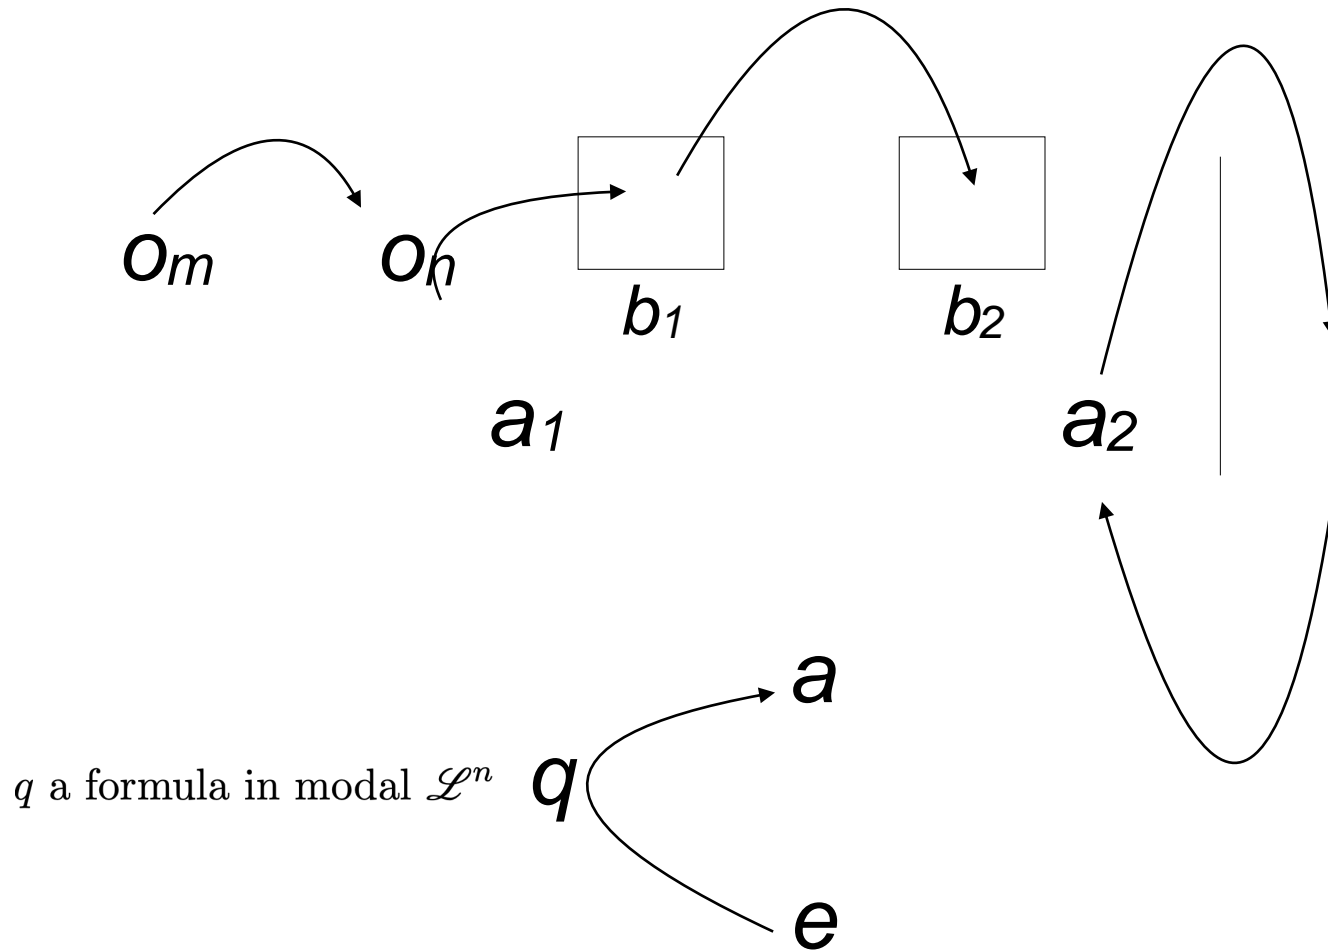 om on
b1 b2
a1 a2
a
q a formula in modal ℒⁿ q
e